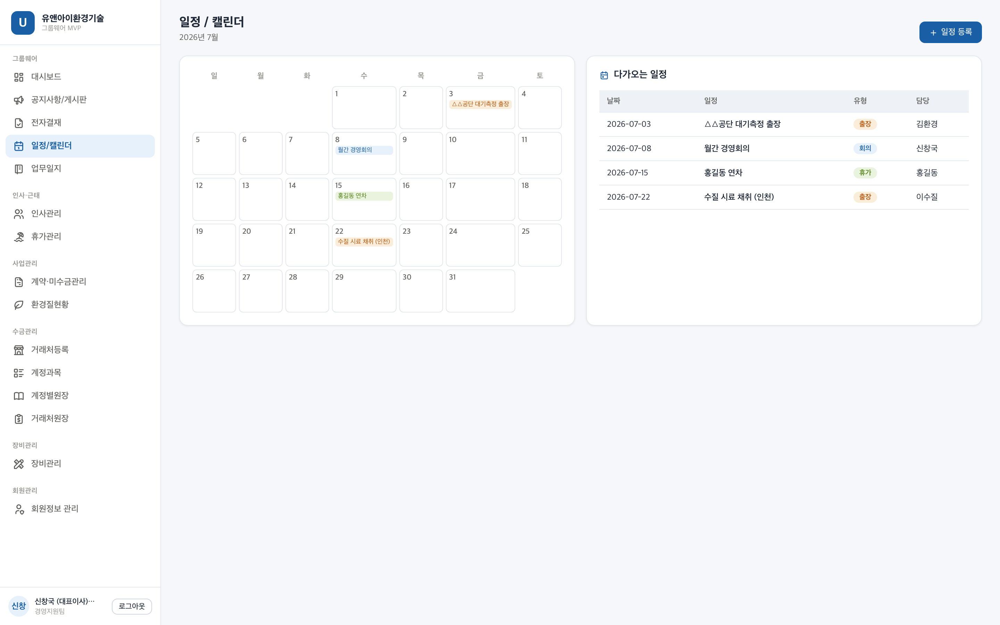 U
유앤아이환경기술
그룹웨어 MVP
그룹웨어
대시보드
공지사항/게시판
전자결재
일정/캘린더
업무일지
인사·근태
인사관리
휴가관리
사업관리
계약·미수금관리
환경질현황
수금관리
거래처등록
계정과목
계정별원장
거래처원장
장비관리
장비관리
회원관리
회원정보 관리
신창
신창국 (대표이사)…
경영지원팀
로그아웃
일정 / 캘린더
2026년 7월
+ 일정 등록
일 월 화 수 목 금 토
1 2 3 4
△△공단 대기측정 출장
5 6 7 8 9 10 11
월간 경영회의
12 13 14 15 16 17 18
홍길동 연차
19 20 21 22 23 24 25
수질 시료 채취 (인천)
26 27 28 29 30 31
다가오는 일정
날짜 일정 유형 담당
2026-07-03 △△공단 대기측정 출장 출장 김환경
2026-07-08 월간 경영회의 회의 신창국
2026-07-15 홍길동 연차 휴가 홍길동
2026-07-22 수질 시료 채취 (인천) 출장 이수질